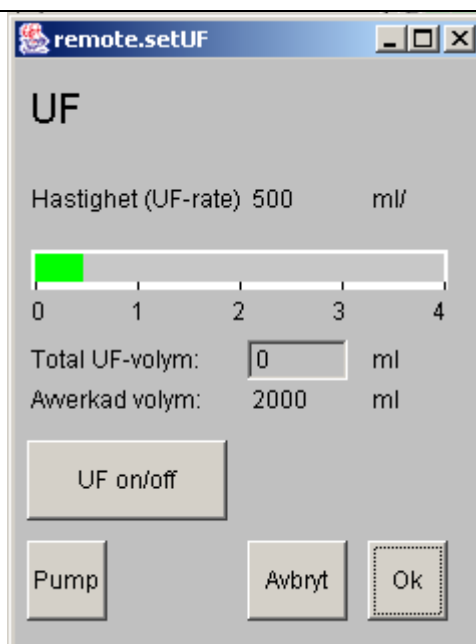 remote.setUF
UF
Hastighet (UF-rate) 500 ml/
0 1 2 3 4
Total UF-volym: 0 ml
Avverkad volym: 2000 ml
UF on/off
Pump Avbryt Ok